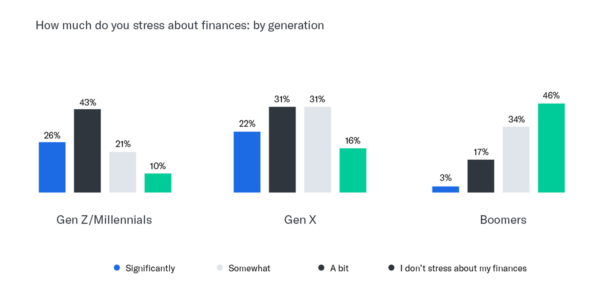 How much do you stress about finances: by generation
26%
43%
21%
10%
22%
31%
31%
16%
3%
17%
34%
46%
Gen Z/Millennials
Gen X
Boomers
Significantly
Somewhat
A bit
I don't stress about my finances